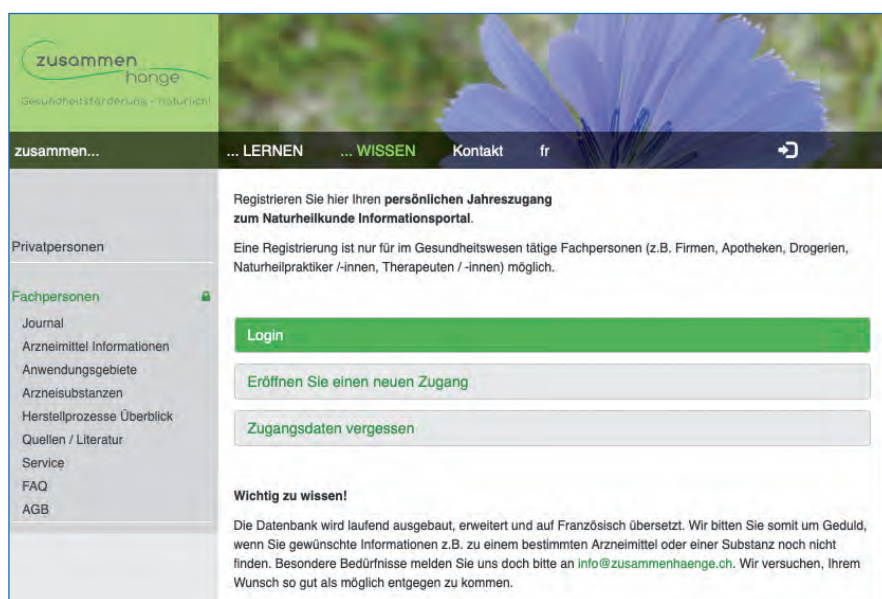 zusammen
hänge
Gesundheitsförderung – natürlich!
zusammen...
... LERNEN
... WISSEN
Kontakt
fr
Privatpersonen
Fachpersonen
Journal
Arzneimittel Informationen
Anwendungsgebiete
Arzneisubstanzen
Herstellprozesse Überblick
Quellen / Literatur
Service
FAQ
AGB
Registrieren Sie hier Ihren persönlichen Jahreszugang
zum Naturheilkunde Informationsportal.
Eine Registrierung ist nur für im Gesundheitswesen tätige Fachpersonen (z.B. Firmen, Apotheken, Drogerien,
Naturheilpraktiker /-innen, Therapeuten / -innen) möglich.
Login
Eröffnen Sie einen neuen Zugang
Zugangsdaten vergessen
Wichtig zu wissen!
Die Datenbank wird laufend ausgebaut, erweitert und auf Französisch übersetzt. Wir bitten Sie somit um Geduld,
wenn Sie gewünschte Informationen z.B. zu einem bestimmten Arzneimittel oder einer Substanz noch nicht
finden. Besondere Bedürfnisse melden Sie uns doch bitte an info@zusammenhaenge.ch. Wir versuchen, Ihrem
Wunsch so gut als möglich entgegen zu kommen.